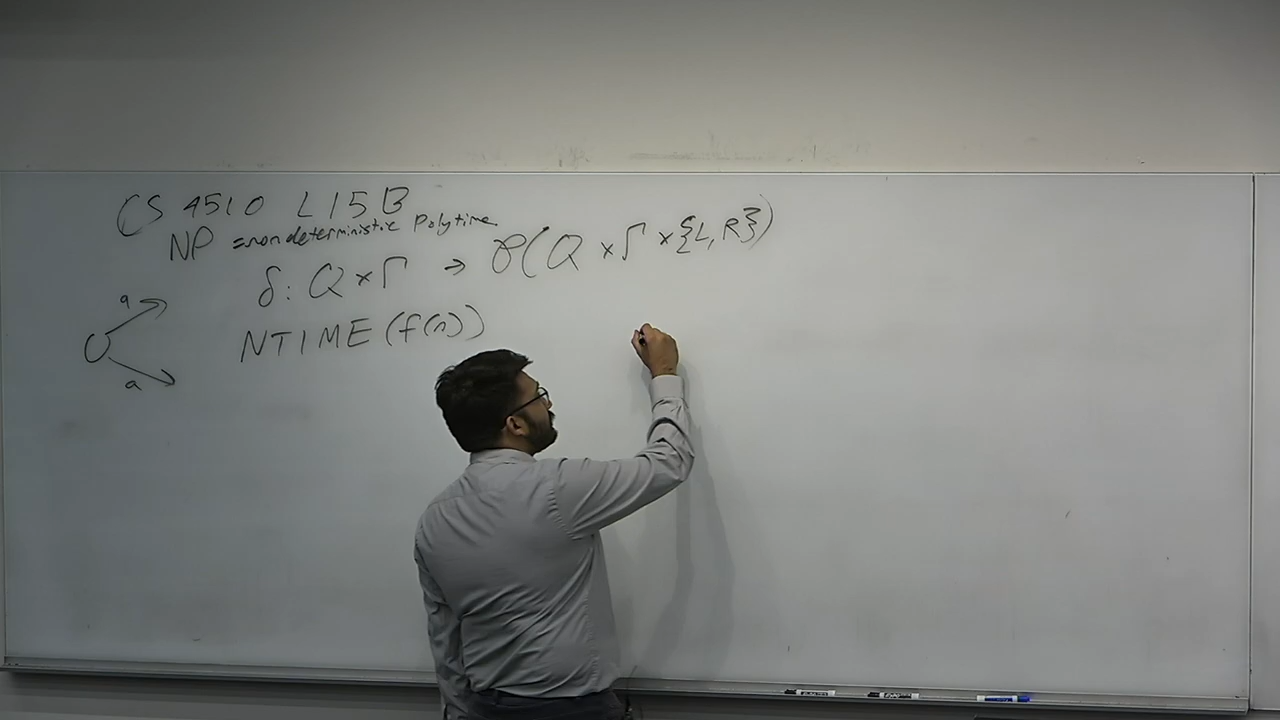 CS 4510 L15B
NP = nondeterministic Polytime
δ: Q × Γ → P(Q × Γ × {L, R})
a
NTIME (f(n))
a